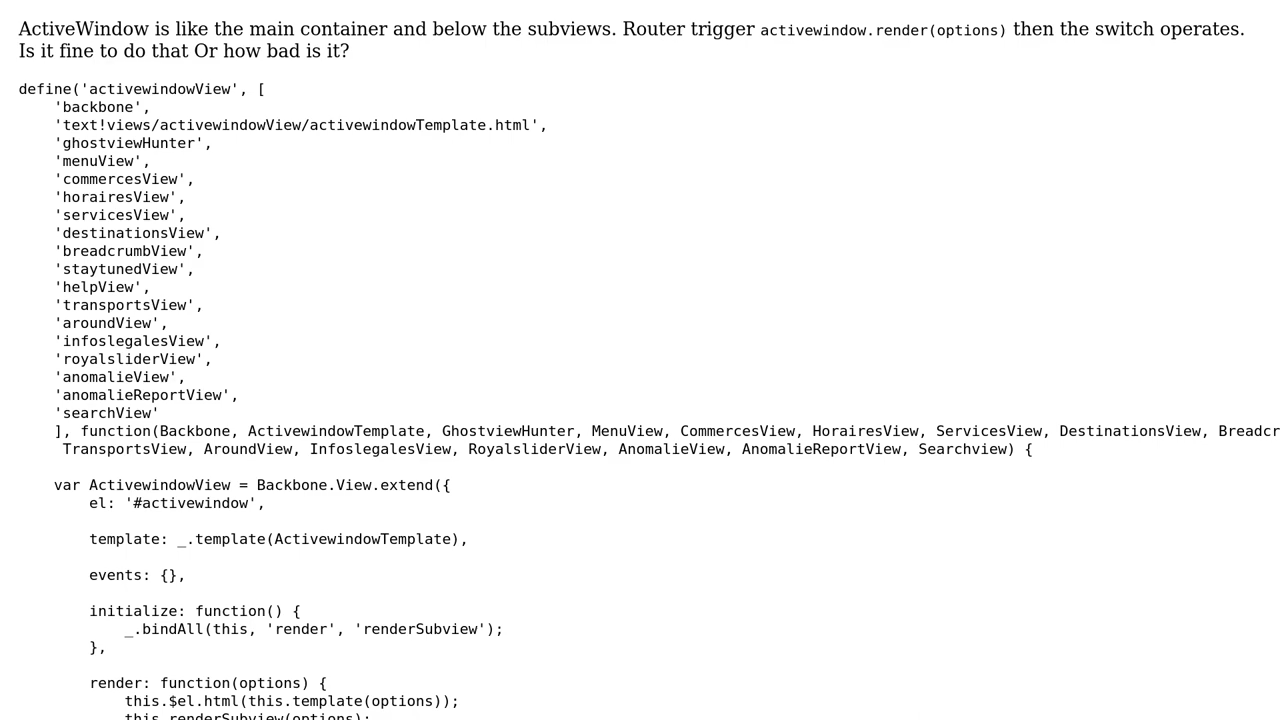 ActiveWindow is like the main container and below the subviews. Router trigger activewindow.render(options) then the switch operates.
Is it fine to do that Or how bad is it?
define('activewindowView', [
    'backbone',
    'text!views/activewindowView/activewindowTemplate.html',
    'ghostviewHunter',
    'menuView',
    'commercesView',
    'horairesView',
    'servicesView',
    'destinationsView',
    'breadcrumbView',
    'staytunedView',
    'helpView',
    'transportsView',
    'aroundView',
    'infoslegalesView',
    'royalsliderView',
    'anomalieView',
    'anomalieReportView',
    'searchView'
    ], function(Backbone, ActivewindowTemplate, GhostviewHunter, MenuView, CommercesView, HorairesView, ServicesView, DestinationsView, Breadcr
     TransportsView, AroundView, InfoslegalesView, RoyalsliderView, AnomalieView, AnomalieReportView, Searchview) {
    var ActivewindowView = Backbone.View.extend({
        el: '#activewindow',
        template: _.template(ActivewindowTemplate),
        events: {},
        initialize: function() {
            _.bindAll(this, 'render', 'renderSubview');
        },
        render: function(options) {
            this.$el.html(this.template(options));
            this.renderSubview(options);